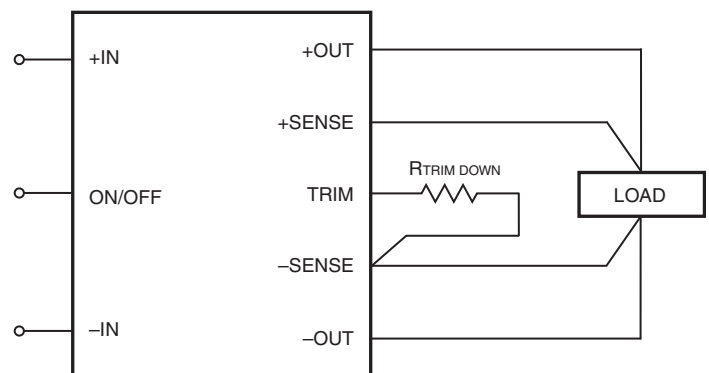 +IN
+OUT
+SENSE
RTRIM DOWN
ON/OFF
TRIM
LOAD
–SENSE
–IN
–OUT